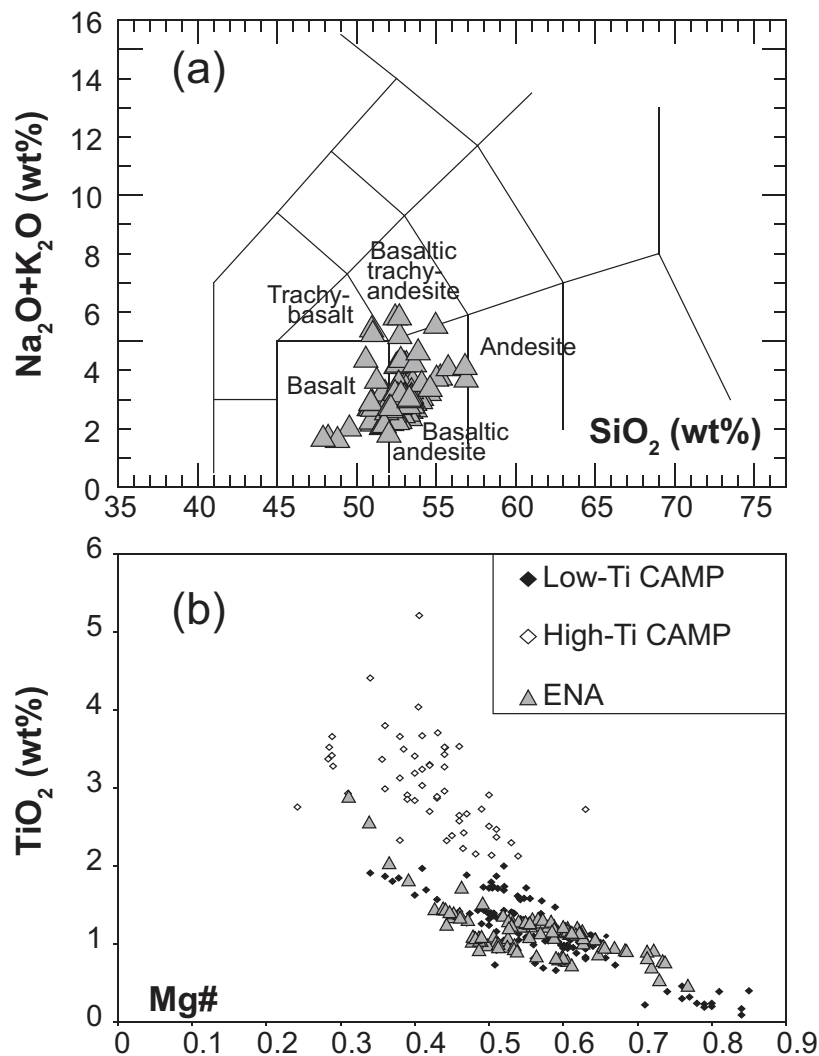 16
14
12
10
8
6
4
2
0
Na₂O+K₂O (wt%)
(a)
Basaltic
trachy-
andesite
Trachy-
basalt
Andesite
Basalt
Basaltic
andesite
SiO₂ (wt%)
35 40 45 50 55 60 65 70 75
6
5
4
3
2
1
0
TiO₂ (wt%)
(b)
Low-Ti CAMP
High-Ti CAMP
ENA
Mg#
0 0.1 0.2 0.3 0.4 0.5 0.6 0.7 0.8 0.9